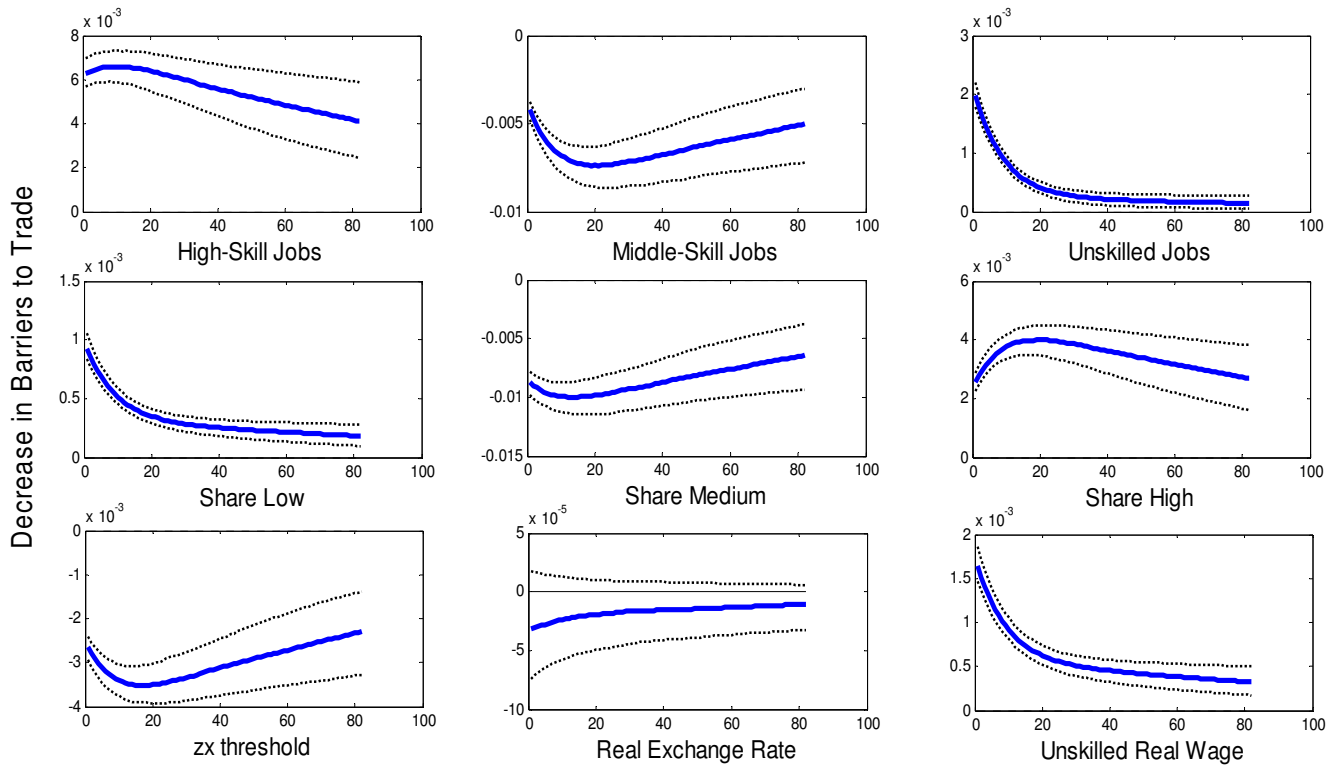 Decrease in Barriers to Trade
x 10^-3
8
6
4
2
0
0 20 40 60 80 100
High-Skill Jobs
0
-0.005
-0.01
0 20 40 60 80 100
Middle-Skill Jobs
x 10^-3
3
2
1
0
0 20 40 60 80 100
Unskilled Jobs
x 10^-3
1.5
1
0.5
0
0 20 40 60 80 100
Share Low
0
-0.005
-0.01
-0.015
0 20 40 60 80 100
Share Medium
x 10^-3
6
4
2
0
0 20 40 60 80 100
Share High
x 10^-3
0
-1
-2
-3
-4
0 20 40 60 80 100
zx threshold
x 10^-5
5
0
-5
-10
0 20 40 60 80 100
Real Exchange Rate
x 10^-3
2
1.5
1
0.5
0
0 20 40 60 80 100
Unskilled Real Wage